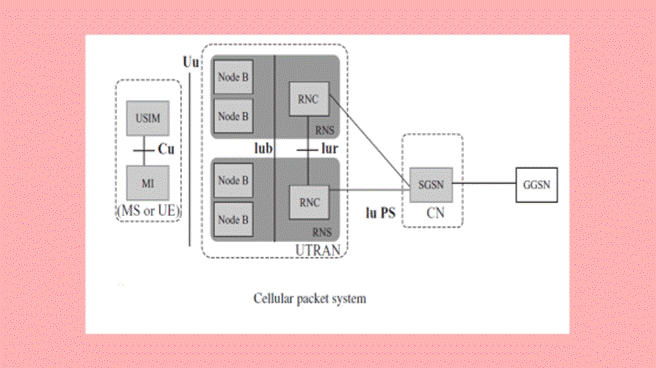 Uu
Node B
Node B
RNC
RNS
USIM
Cu
MI
(MS or UE)
Iub
Iur
Node B
Node B
RNC
RNS
UTRAN
Iu PS
SGSN
CN
GGSN
Cellular packet system